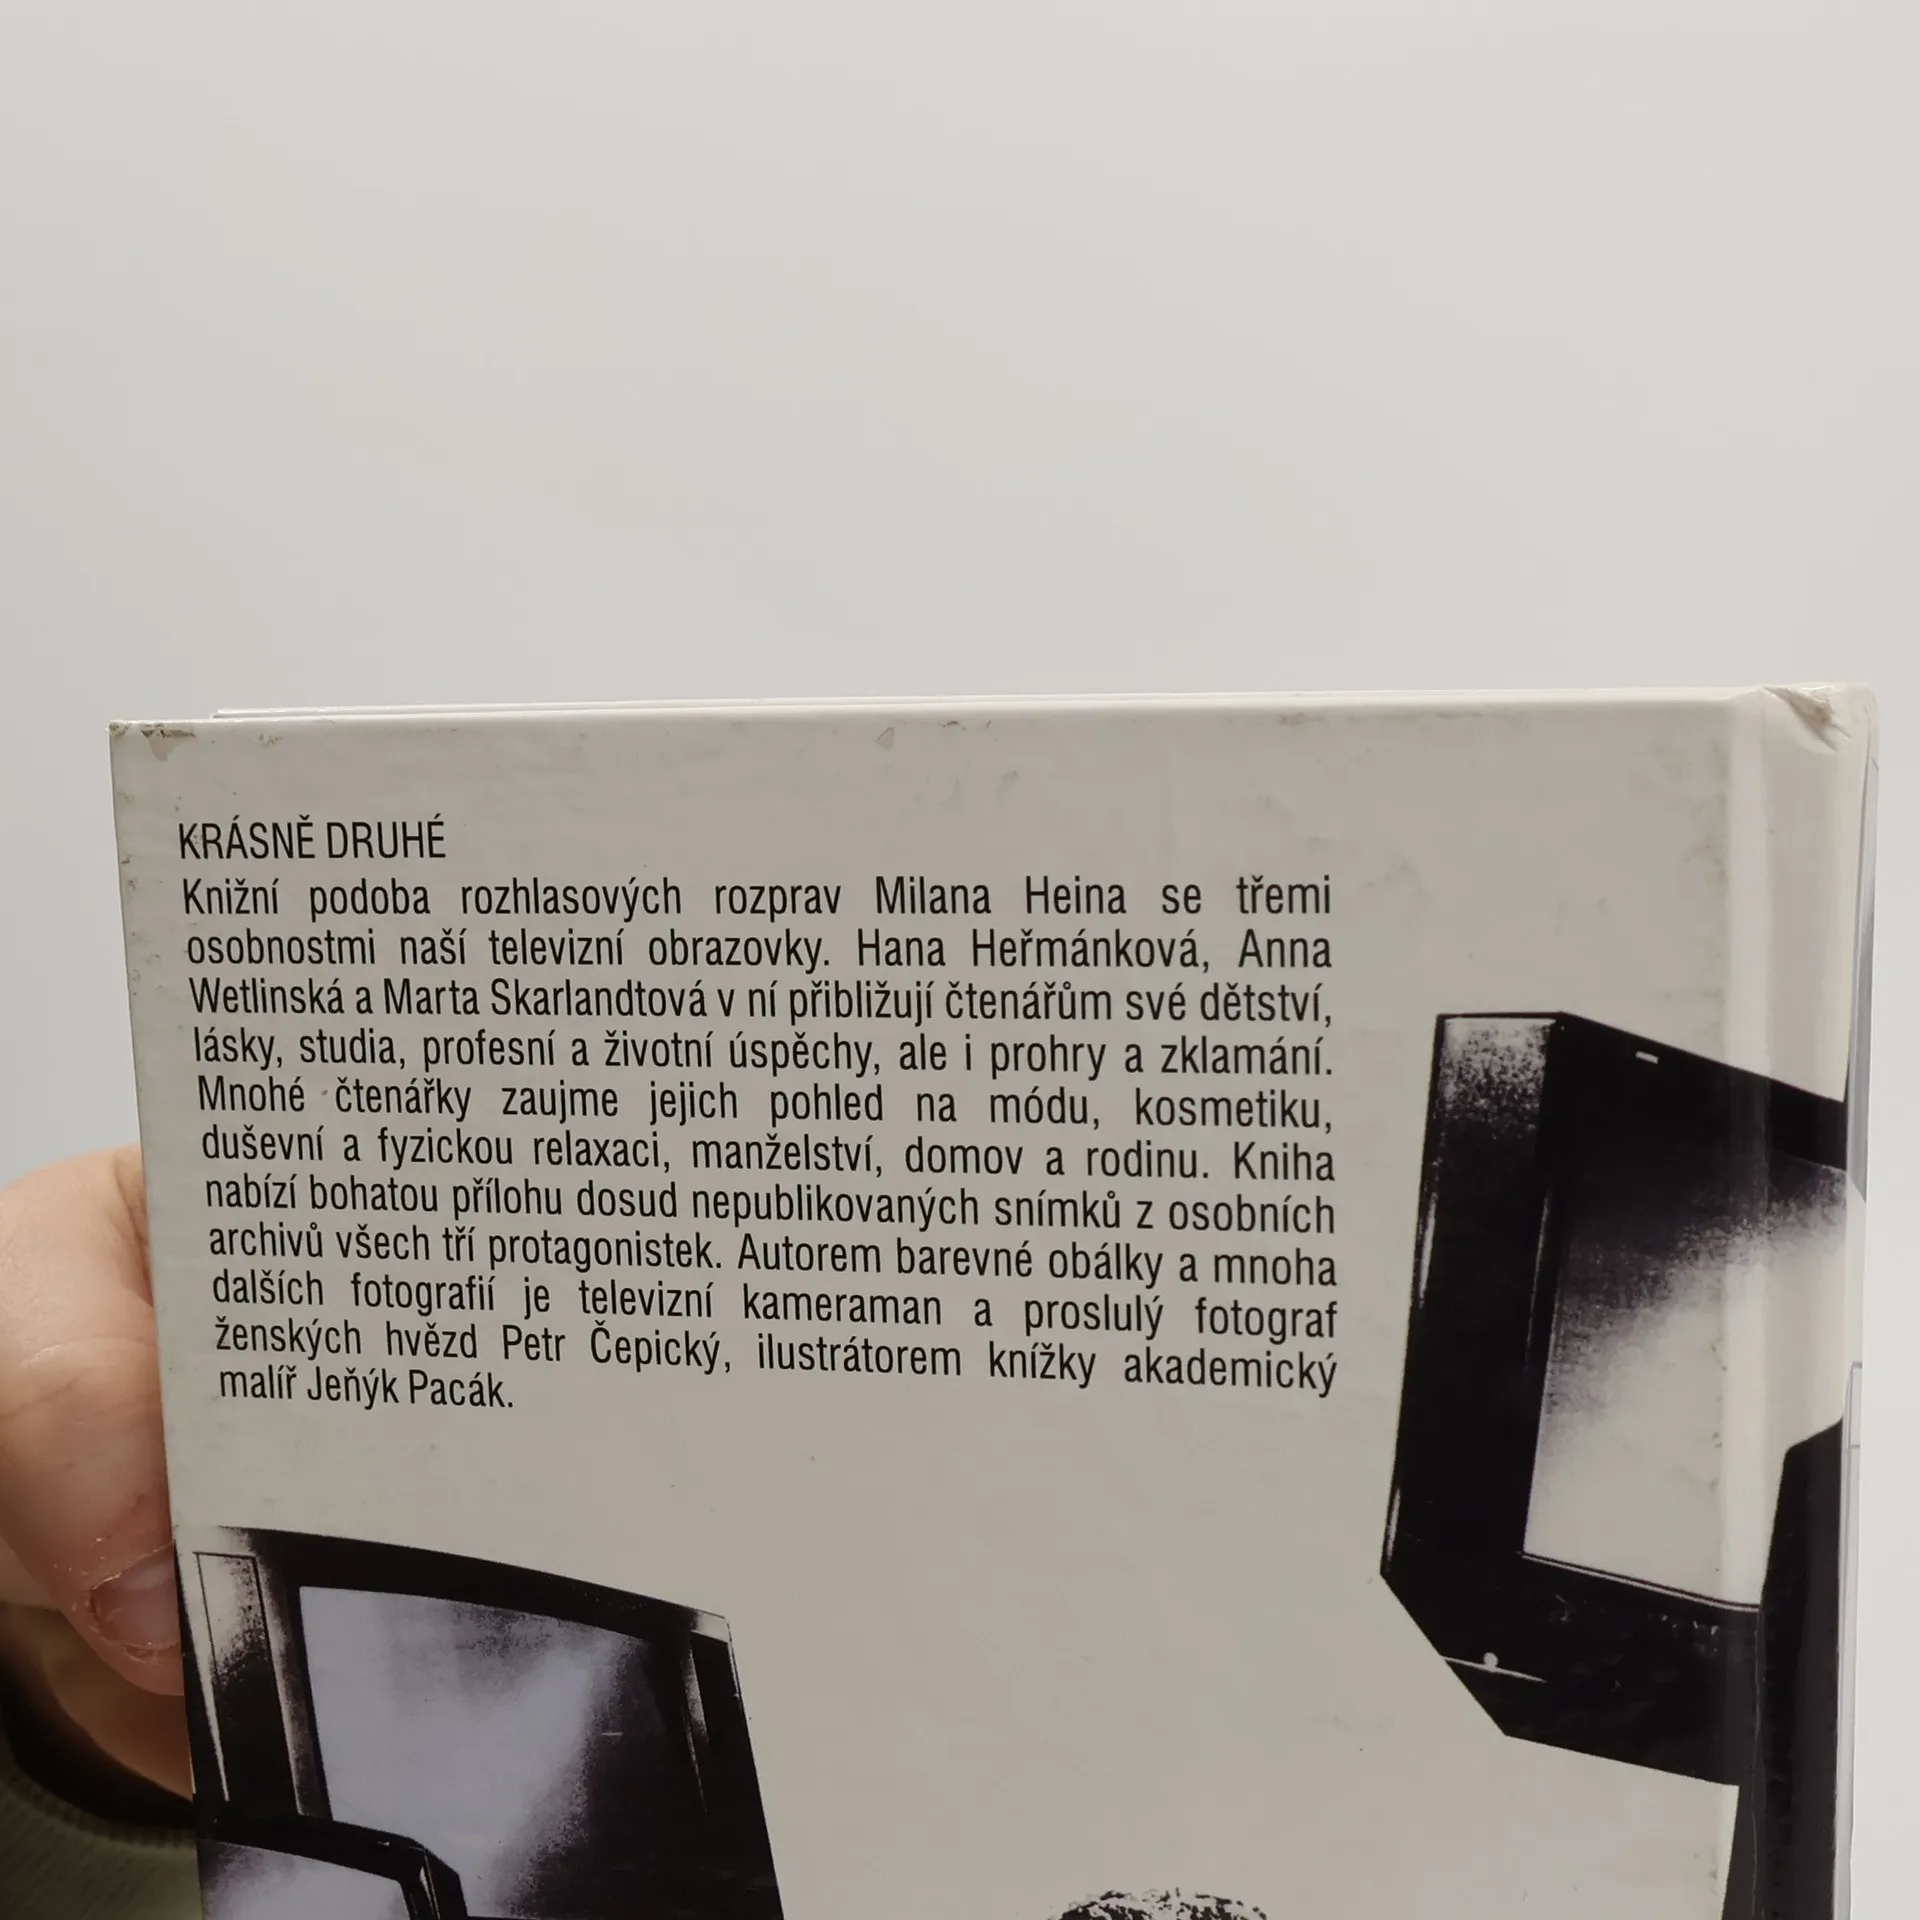 KRÁSNĚ DRUHÉ
Knižní podoba rozhlasových rozprav Milana Heina se třemi
osobnostmi naší televizní obrazovky. Hana Heřmánková, Anna
Wetlinská a Marta Skarlandtová v ní přibližují čtenářům své dětství,
lásky, studia, profesní a životní úspěchy, ale i prohry a zklamání.
Mnohé čtenářky zaujme jejich pohled na módu, kosmetiku,
duševní a fyzickou relaxaci, manželství, domov a rodinu. Kniha
nabízí bohatou přílohu dosud nepublikovaných snímků z osobních
archivů všech tří protagonistek. Autorem barevné obálky a mnoha
dalších fotografií je televizní kameraman a proslulý fotograf
ženských hvězd Petr Čepický, ilustrátorem knížky akademický
malíř Jeňýk Pacák.